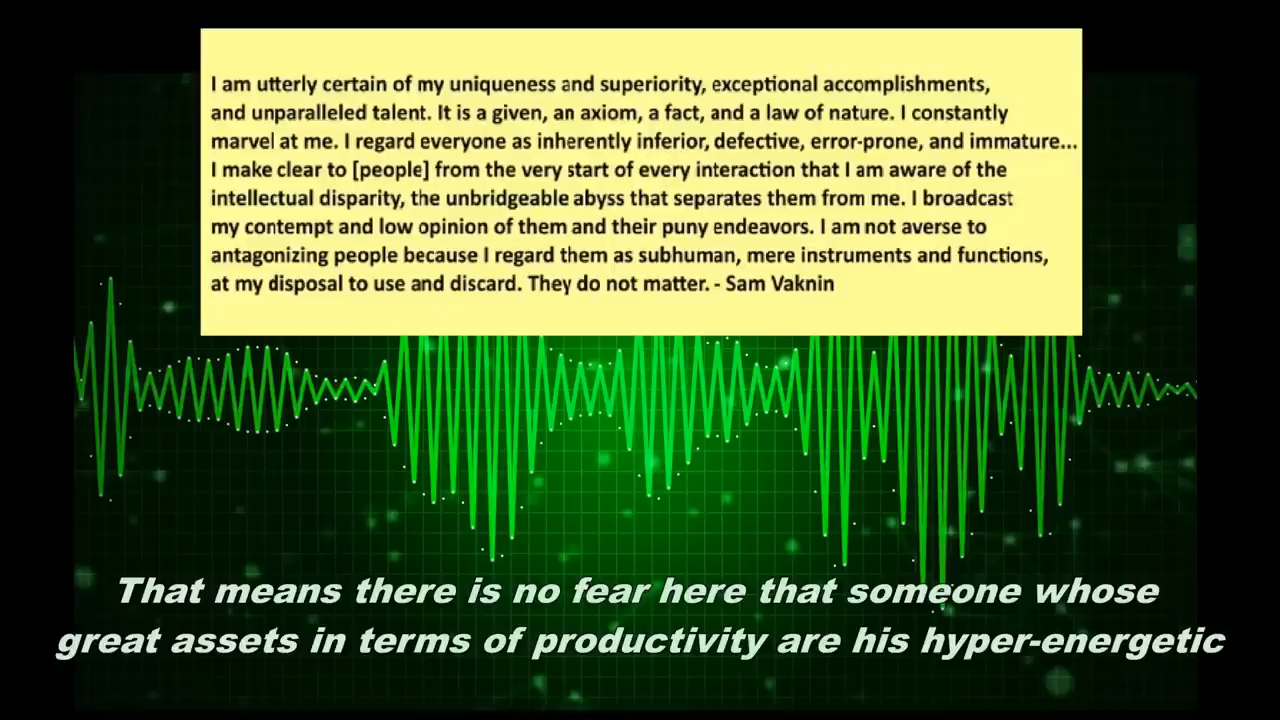 I am utterly certain of my uniqueness and superiority, exceptional accomplishments,
and unparalleled talent. It is a given, an axiom, a fact, and a law of nature. I constantly
marvel at me. I regard everyone as inherently inferior, defective, error-prone, and immature...
I make clear to [people] from the very start of every interaction that I am aware of the
intellectual disparity, the unbridgeable abyss that separates them from me. I broadcast
my contempt and low opinion of them and their puny endeavors. I am not averse to
antagonizing people because I regard them as subhuman, mere instruments and functions,
at my disposal to use and discard. They do not matter. - Sam Vaknin
That means there is no fear here that someone whose
great assets in terms of productivity are his hyper-energetic